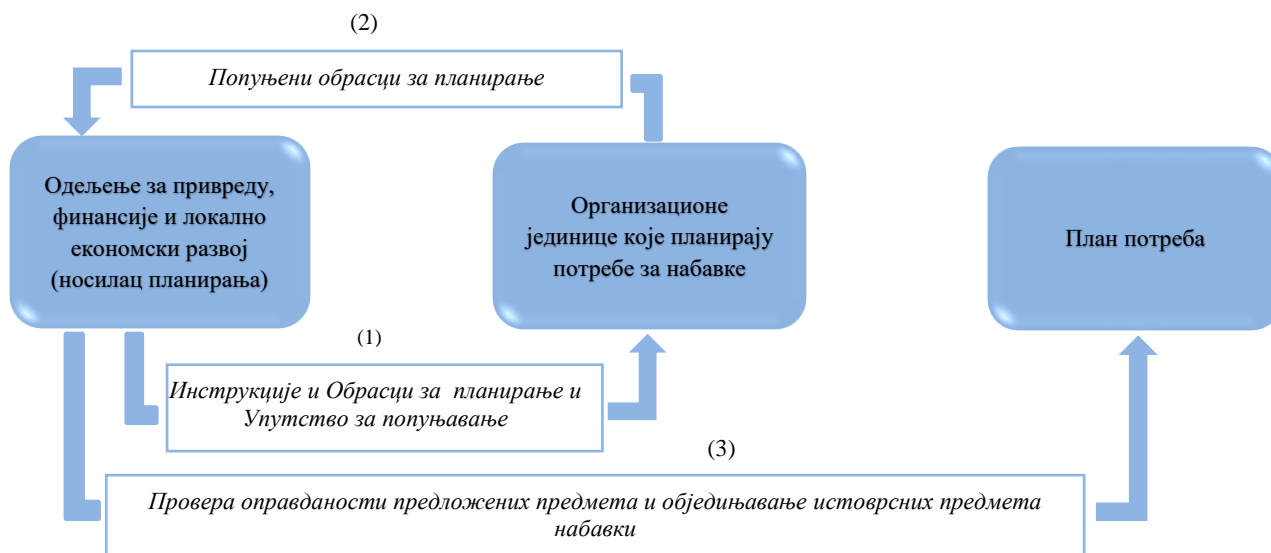 (2)
Попуњени обрасци за планирање
Одељење за привреду,
финансије и локално
економски развој
(носилац планирања)
Организационе
јединице које планирају
потребе за набавке
План потреба
(1)
Инструкције и Обрасци за планирање и
Упутство за попуњавање
(3)
Провера оправданости предложених предмета и обједињавање истоврсних предмета
набавки